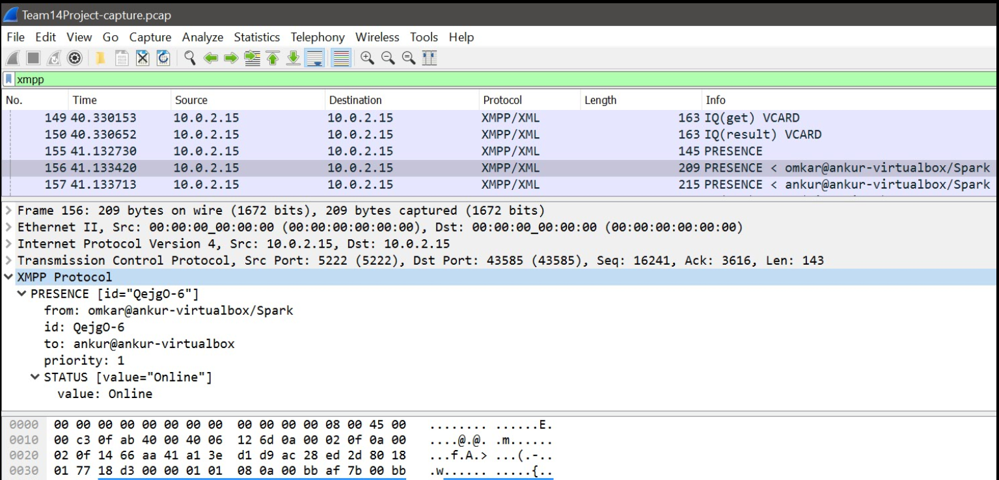 Team14Project-capture.pcap
File Edit View Go Capture Analyze Statistics Telephony Wireless Tools Help
xmpp
No. Time Source Destination Protocol Length Info
149 40.330153 10.0.2.15 10.0.2.15 XMPP/XML 163 IQ(get) VCARD
150 40.330652 10.0.2.15 10.0.2.15 XMPP/XML 163 IQ(result) VCARD
155 41.132730 10.0.2.15 10.0.2.15 XMPP/XML 145 PRESENCE
156 41.133420 10.0.2.15 10.0.2.15 XMPP/XML 209 PRESENCE < omkar@ankur-virtualbox/Spark
157 41.133713 10.0.2.15 10.0.2.15 XMPP/XML 215 PRESENCE < ankur@ankur-virtualbox/Spark
Frame 156: 209 bytes on wire (1672 bits), 209 bytes captured (1672 bits)
Ethernet II, Src: 00:00:00_00:00:00 (00:00:00:00:00:00), Dst: 00:00:00_00:00:00 (00:00:00:00:00:00)
Internet Protocol Version 4, Src: 10.0.2.15, Dst: 10.0.2.15
Transmission Control Protocol, Src Port: 5222 (5222), Dst Port: 43585 (43585), Seq: 16241, Ack: 3616, Len: 143
XMPP Protocol
PRESENCE [id="QejgO-6"]
from: omkar@ankur-virtualbox/Spark
id: QejgO-6
to: ankur@ankur-virtualbox
priority: 1
STATUS [value="Online"]
value: Online
0000 00 00 00 00 00 00 00 00 00 00 00 00 08 00 45 00 ........ ......E.
0010 00 c3 0f ab 40 00 40 06 12 6d 0a 00 02 0f 0a 00 ....@.@. .m......
0020 02 0f 14 66 aa 41 a1 3e d1 d9 ac 28 ed 2d 80 18 ...f.A.> ...(.-..
0030 01 77 18 d3 00 00 01 01 08 0a 00 bb af 7b 00 bb .w...... .....{..